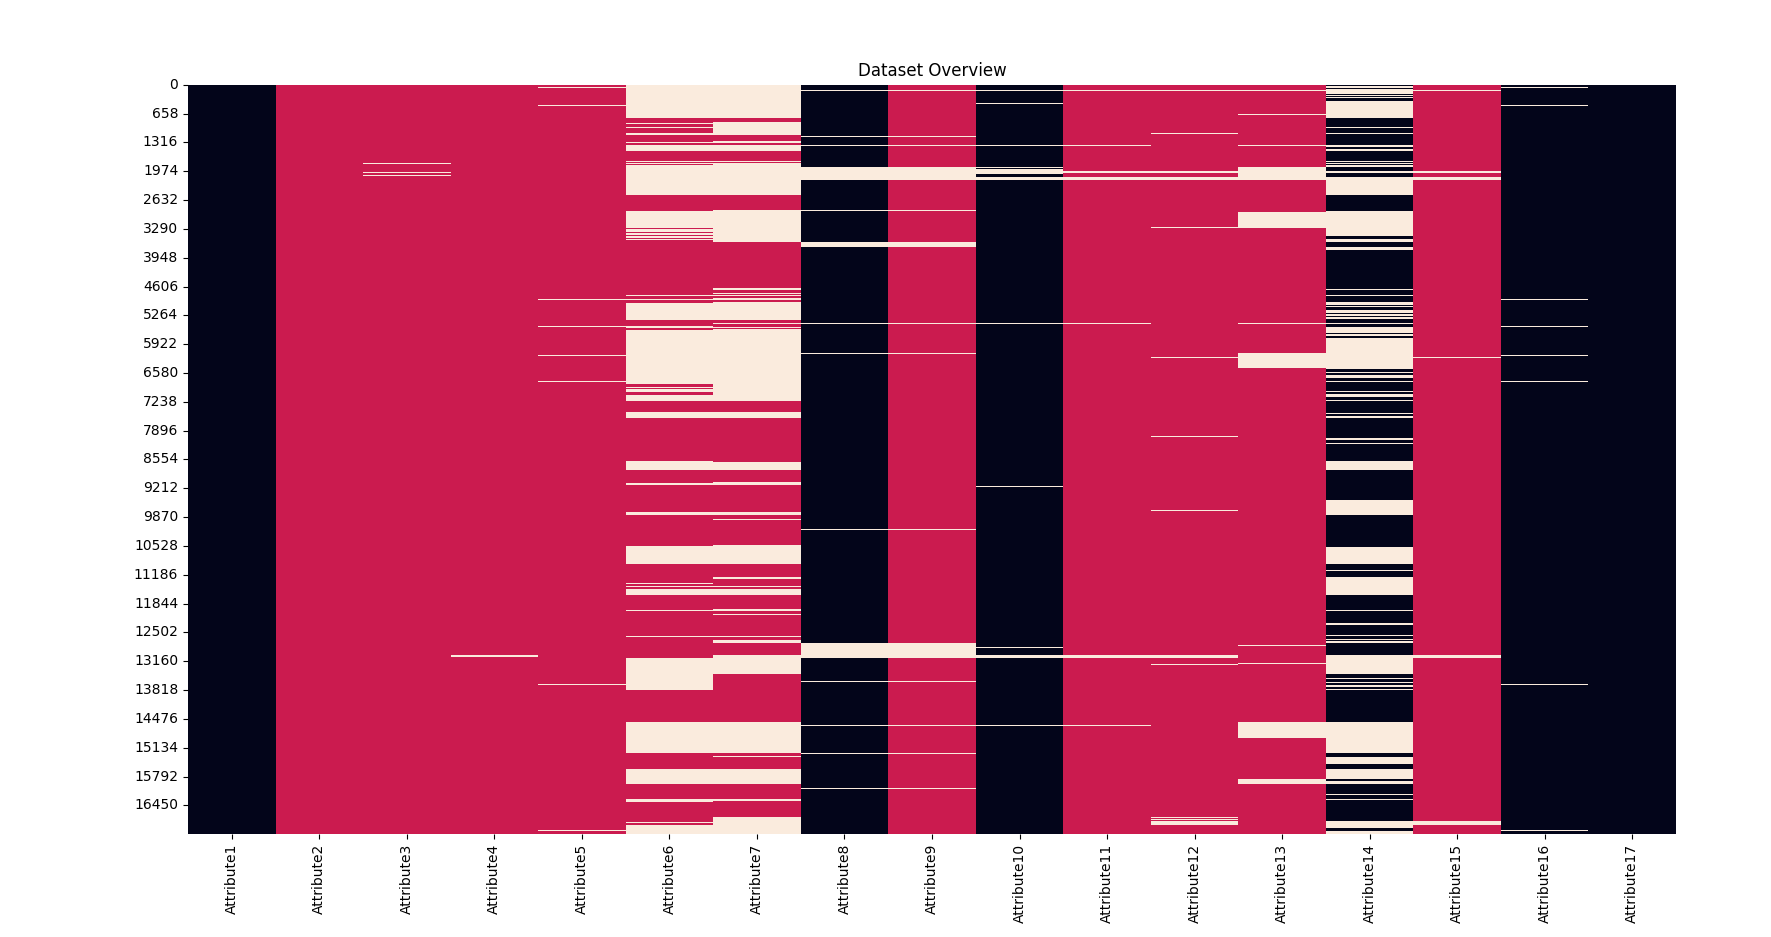 Dataset Overview
0
658
1316
1974
2632
3290
3948
4606
5264
5922
6580
7238
7896
8554
9212
9870
10528
11186
11844
12502
13160
13818
14476
15134
15792
16450
Attribute1
Attribute2
Attribute3
Attribute4
Attribute5
Attribute6
Attribute7
Attribute8
Attribute9
Attribute10
Attribute11
Attribute12
Attribute13
Attribute14
Attribute15
Attribute16
Attribute17